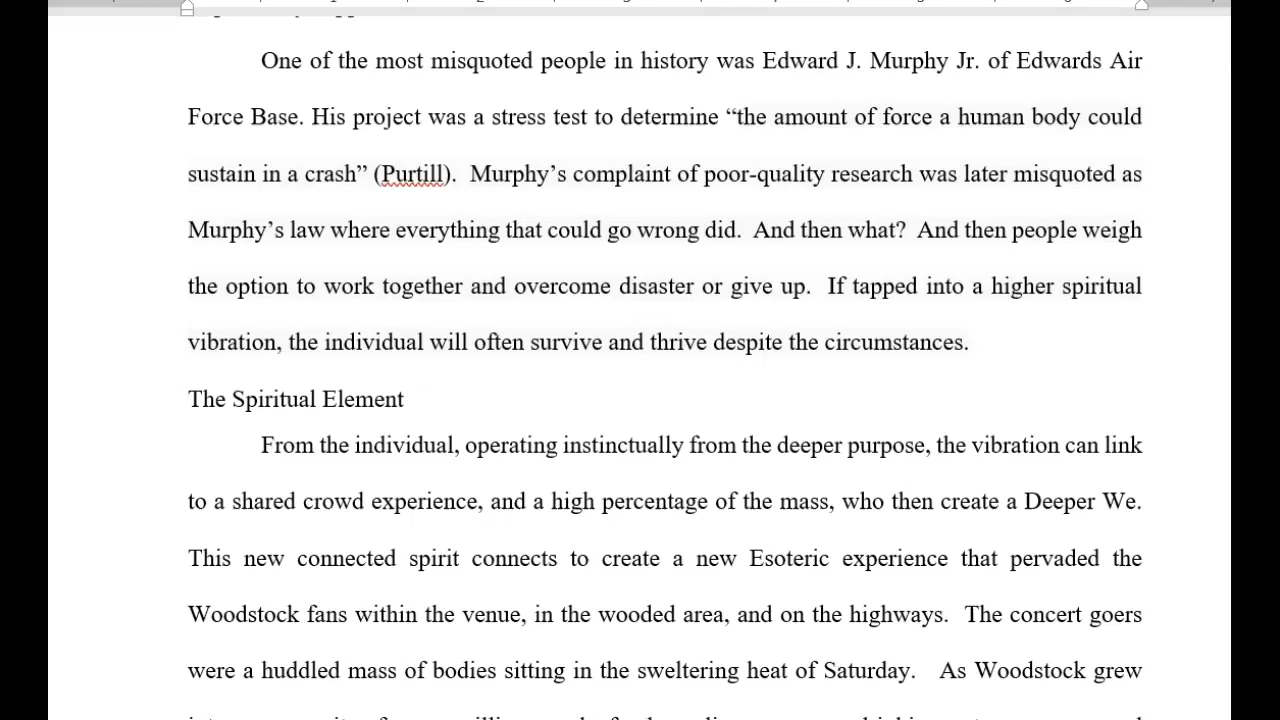 One of the most misquoted people in history was Edward J. Murphy Jr. of Edwards Air
Force Base. His project was a stress test to determine “the amount of force a human body could
sustain in a crash” (Purtill).  Murphy’s complaint of poor-quality research was later misquoted as
Murphy’s law where everything that could go wrong did.  And then what?  And then people weigh
the option to work together and overcome disaster or give up.  If tapped into a higher spiritual
vibration, the individual will often survive and thrive despite the circumstances.
The Spiritual Element
From the individual, operating instinctually from the deeper purpose, the vibration can link
to a shared crowd experience, and a high percentage of the mass, who then create a Deeper We.
This new connected spirit connects to create a new Esoteric experience that pervaded the
Woodstock fans within the venue, in the wooded area, and on the highways.  The concert goers
were a huddled mass of bodies sitting in the sweltering heat of Saturday.   As Woodstock grew